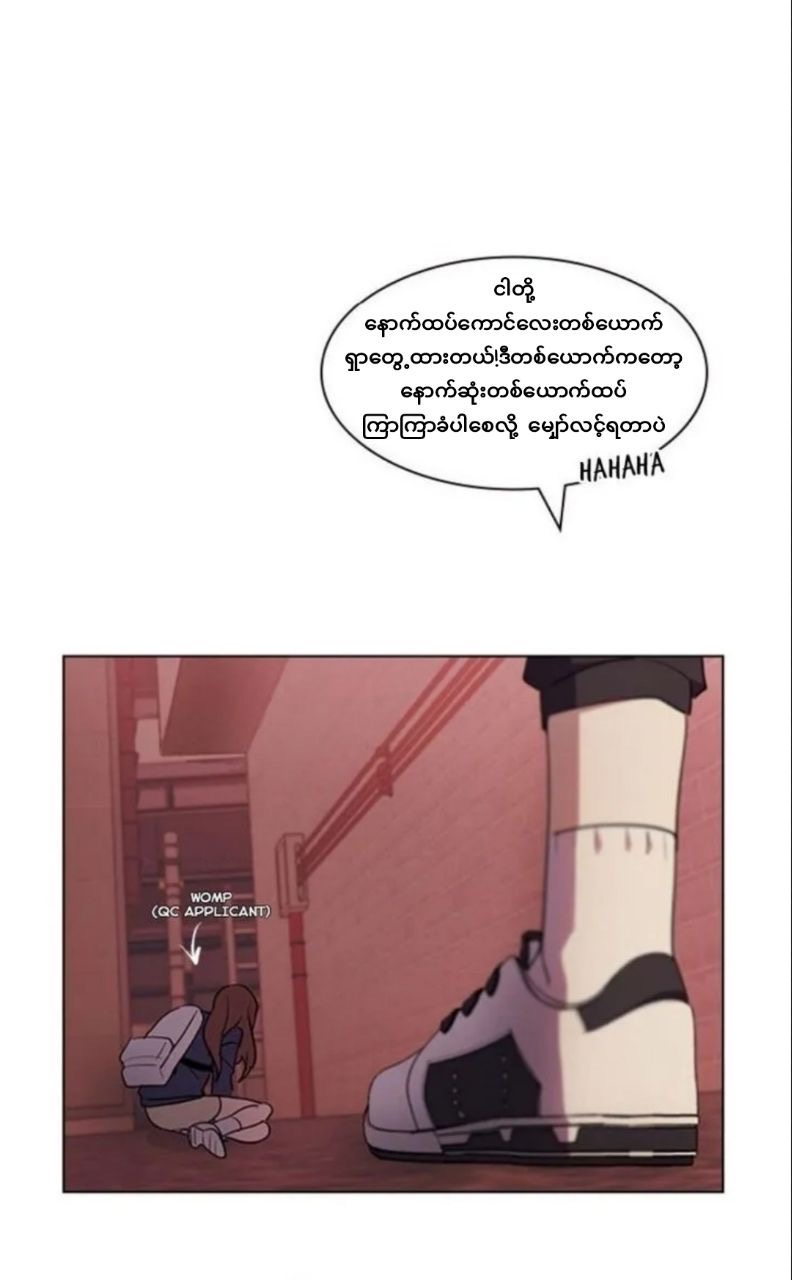 ငါတို့
နောက်ထပ်ကောင်လေးတစ်ယောက်
ရှာတွေ့ထားတယ်!ဒီတစ်ယောက်ကတော့
နောက်ဆုံးတစ်ယောက်ထပ်
ကြာကြာခံပါစေလို့ မျှော်လင့်ရတာပဲ
HAHAHA
WOMP
(QC APPLICANT)